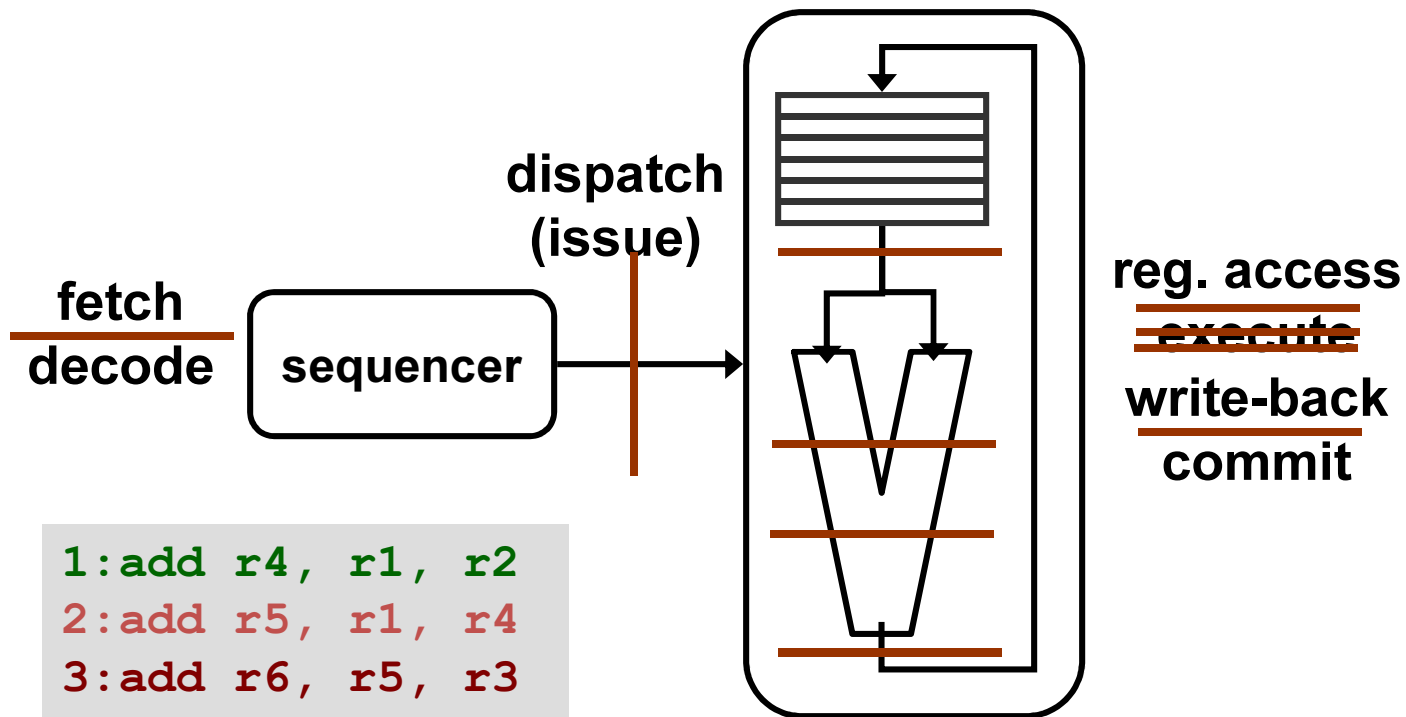 dispatch
(issue)
fetch
decode
sequencer
reg. access
execute
write-back
commit
1:add r4, r1, r2
2:add r5, r1, r4
3:add r6, r5, r3